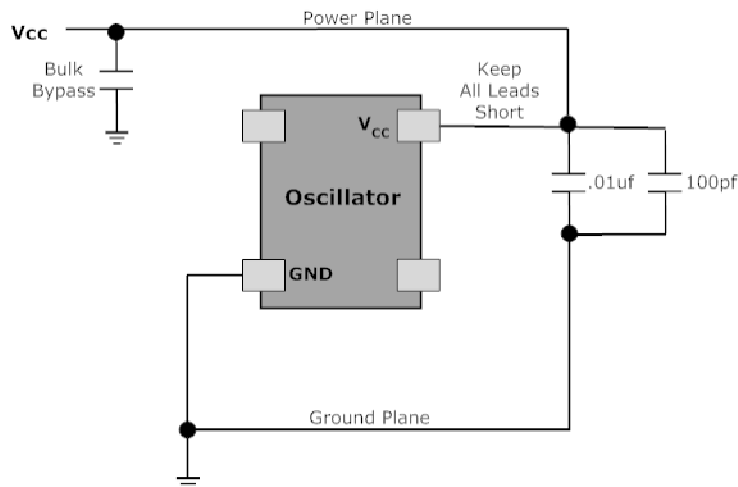 Power Plane
Vcc
Bulk
Bypass
Keep
All Leads
Short
VCC
Oscillator
.01uf
100pf
GND
Ground Plane